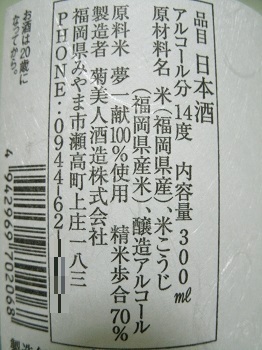 品目 日本酒
アルコール分 14度 内容量 300㎖
原材料名 米(福岡県産)、米こうじ
(福岡県産米)、醸造アルコール
原料米 夢一献100%使用 精米歩合 70%
製造者 菊美人酒造株式会社
福岡県みやま市瀬高町上庄一八三
PHONE:0944-62-
お酒は20歳に
なってから。
4942969702068
製造